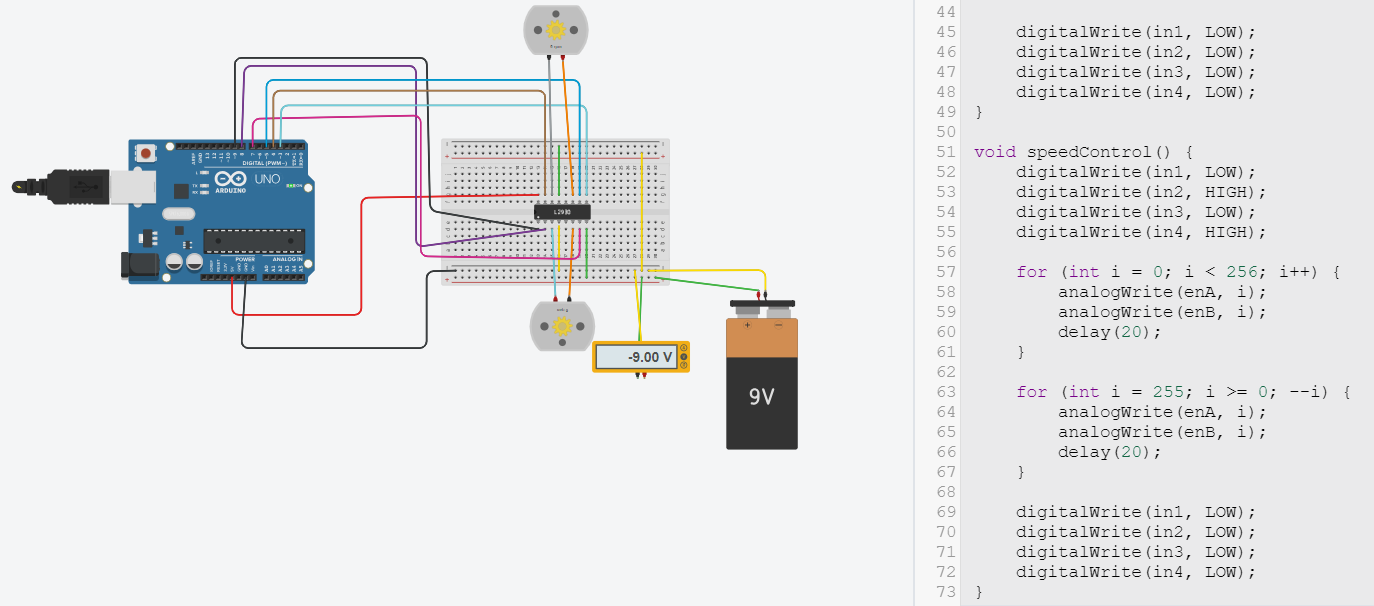 DIGITAL (PWM~)
UNO
ARDUINO
TX
RX
ON
POWER
ANALOG IN
L293D
-9.00 V
9V
44
45 digitalWrite(in1, LOW);
46 digitalWrite(in2, LOW);
47 digitalWrite(in3, LOW);
48 digitalWrite(in4, LOW);
49 }
50
51 void speedControl() {
52 digitalWrite(in1, LOW);
53 digitalWrite(in2, HIGH);
54 digitalWrite(in3, LOW);
55 digitalWrite(in4, HIGH);
56
57 for (int i = 0; i < 256; i++) {
58 analogWrite(enA, i);
59 analogWrite(enB, i);
60 delay(20);
61 }
62
63 for (int i = 255; i >= 0; --i) {
64 analogWrite(enA, i);
65 analogWrite(enB, i);
66 delay(20);
67 }
68
69 digitalWrite(in1, LOW);
70 digitalWrite(in2, LOW);
71 digitalWrite(in3, LOW);
72 digitalWrite(in4, LOW);
73 }